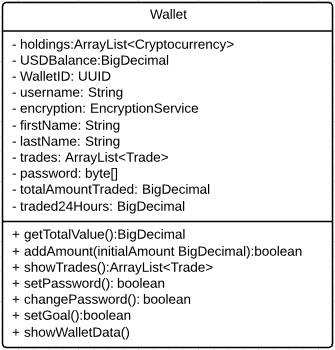 Wallet
- holdings:ArrayList<Cryptocurrency>
- USDBalance:BigDecimal
- WalletID: UUID
- username: String
- encryption: EncryptionService
- firstName: String
- lastName: String
- trades: ArrayList<Trade>
- password: byte[]
- totalAmountTraded: BigDecimal
- traded24Hours: BigDecimal
+ getTotalValue():BigDecimal
+ addAmount(initialAmount BigDecimal):boolean
+ showTrades():ArrayList<Trade>
+ setPassword(): boolean
+ changePassword(): boolean
+ setGoal():boolean
+ showWalletData()